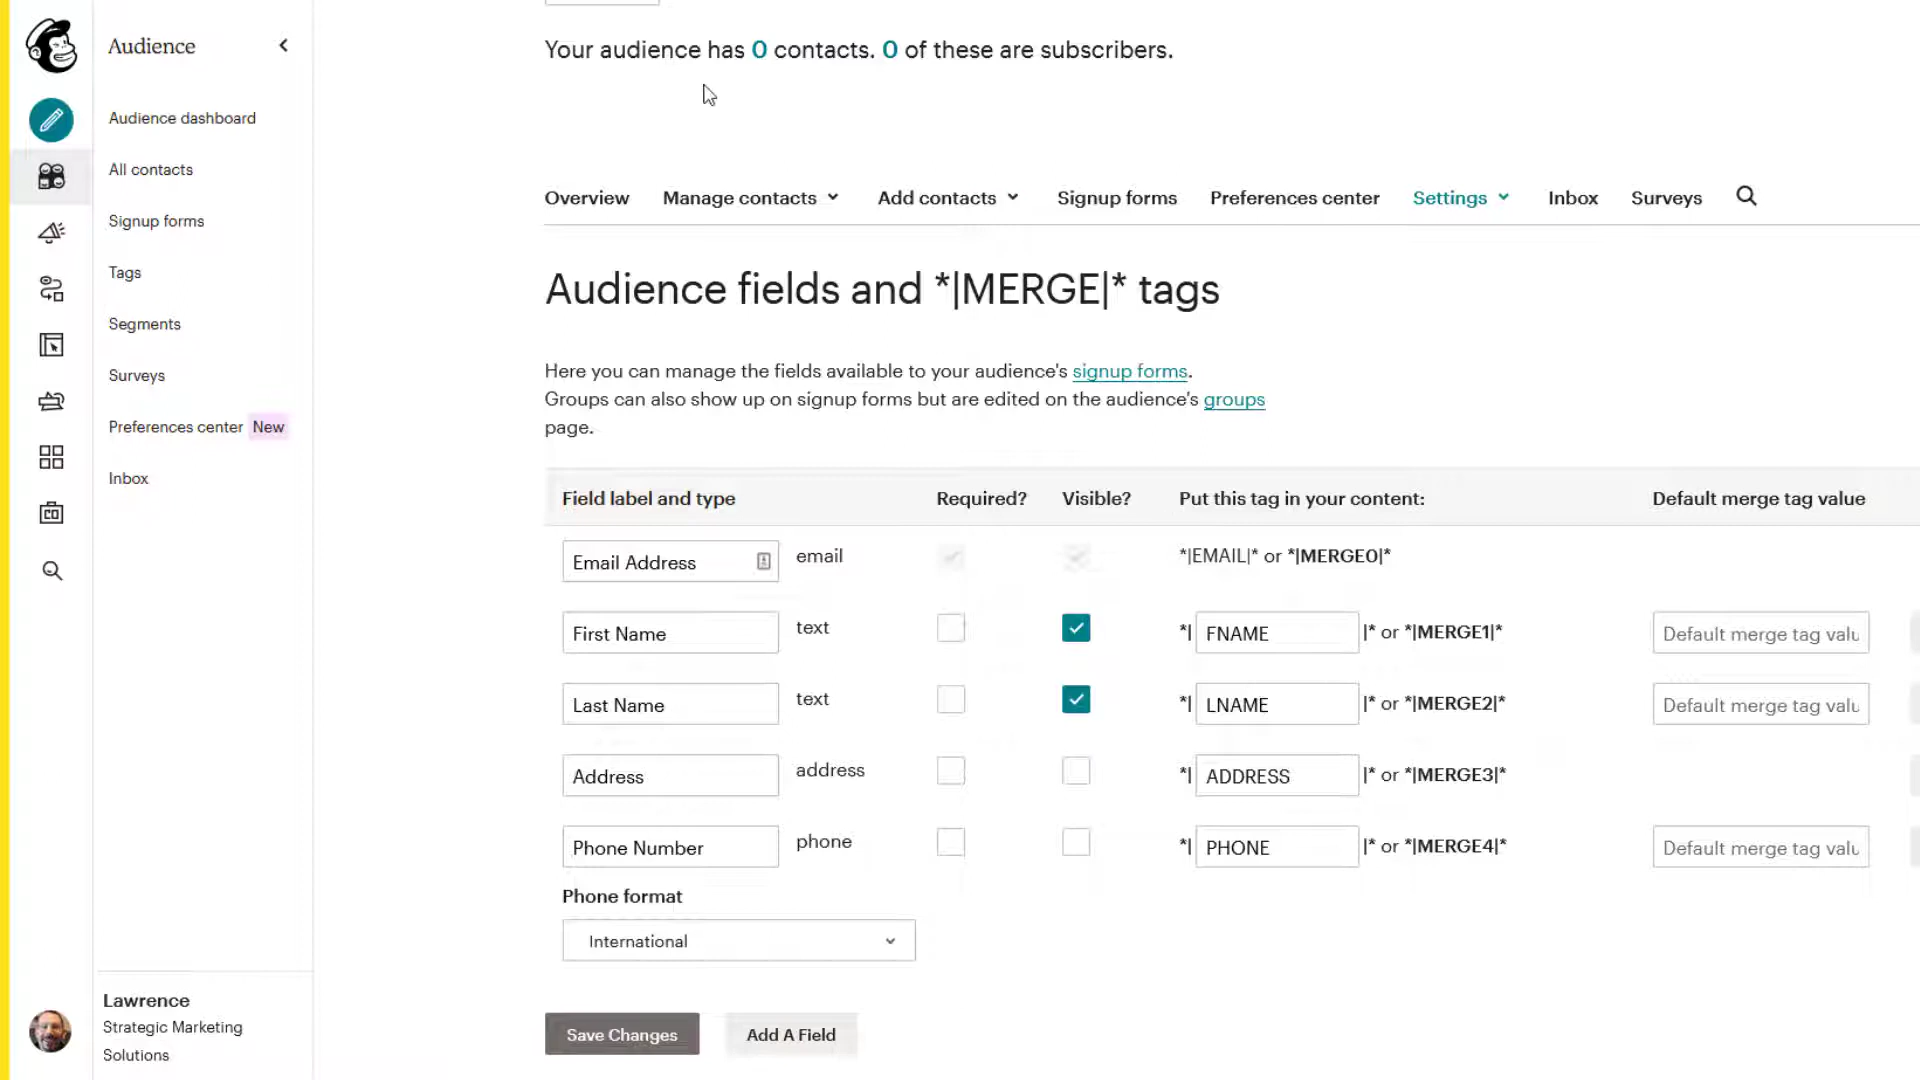 Audience
Audience dashboard
All contacts
Signup forms
Tags
Segments
Surveys
Preferences center New
Inbox
Lawrence
Strategic Marketing
Solutions
Your audience has 0 contacts. 0 of these are subscribers.
Overview Manage contacts Add contacts Signup forms Preferences center Settings Inbox Surveys
Audience fields and *|MERGE|* tags
Here you can manage the fields available to your audience's signup forms.
Groups can also show up on signup forms but are edited on the audience's groups
page.
Field label and type Required? Visible? Put this tag in your content: Default merge tag value
Email Address email *|EMAIL|* or *|MERGE0|*
First Name text *| FNAME |* or *|MERGE1|* Default merge tag valu
Last Name text *| LNAME |* or *|MERGE2|* Default merge tag valu
Address address *| ADDRESS |* or *|MERGE3|*
Phone Number phone *| PHONE |* or *|MERGE4|* Default merge tag valu
Phone format
International
Save Changes Add A Field